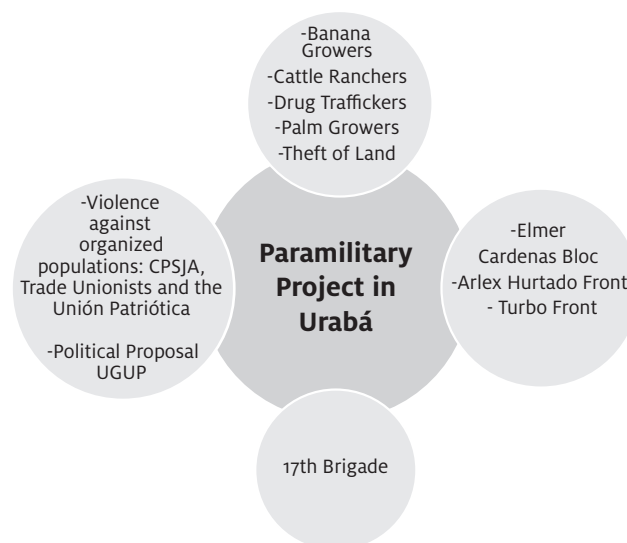 -Banana
Growers
-Cattle Ranchers
-Drug Traffickers
-Palm Growers
-Theft of Land
-Violence
against
organized
populations: CPSJA,
Trade Unionists and the
Unión Patriótica
-Political Proposal
UGUP
Paramilitary
Project in
Urabá
-Elmer
Cardenas Bloc
-Arlex Hurtado Front
- Turbo Front
17th Brigade